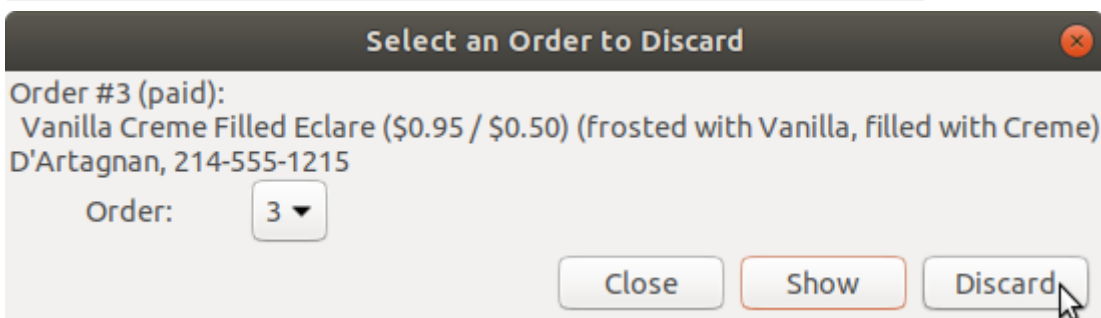 Select an Order to Discard
Order #3 (paid):
Vanilla Creme Filled Eclare ($0.95 / $0.50) (frosted with Vanilla, filled with Creme)
D'Artagnan, 214-555-1215
Order: 3
Close Show Discard